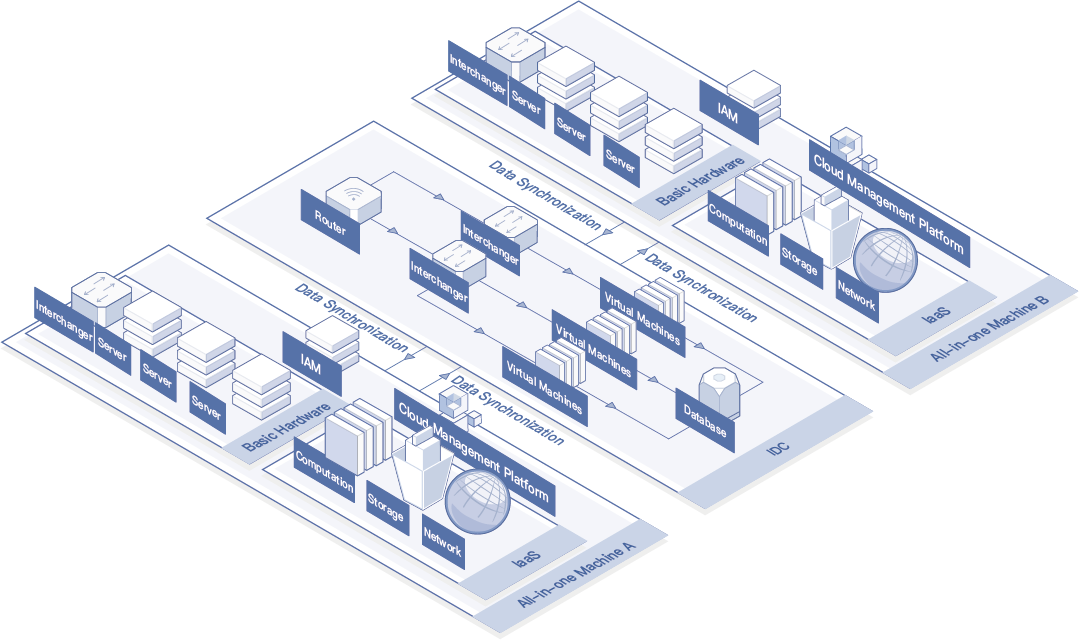 Interchanger
Server
Server
Server
IAM
Basic Hardware
Cloud Management Platform
Computation
Storage
Network
IaaS
All-in-one Machine B
Data Synchronization
Data Synchronization
Router
Interchanger
Interchanger
Virtual Machines
Virtual Machines
Virtual Machines
Database
IDC
Data Synchronization
Data Synchronization
Interchanger
Server
Server
Server
IAM
Basic Hardware
Cloud Management Platform
Computation
Storage
Network
IaaS
All-in-one Machine A